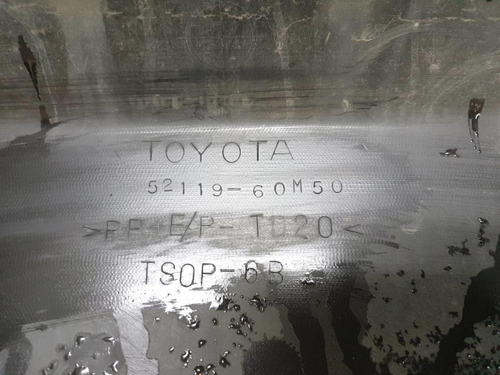 TOYOTA
52119-60M50
>PP+E/P-TD20<
TSOP-6B